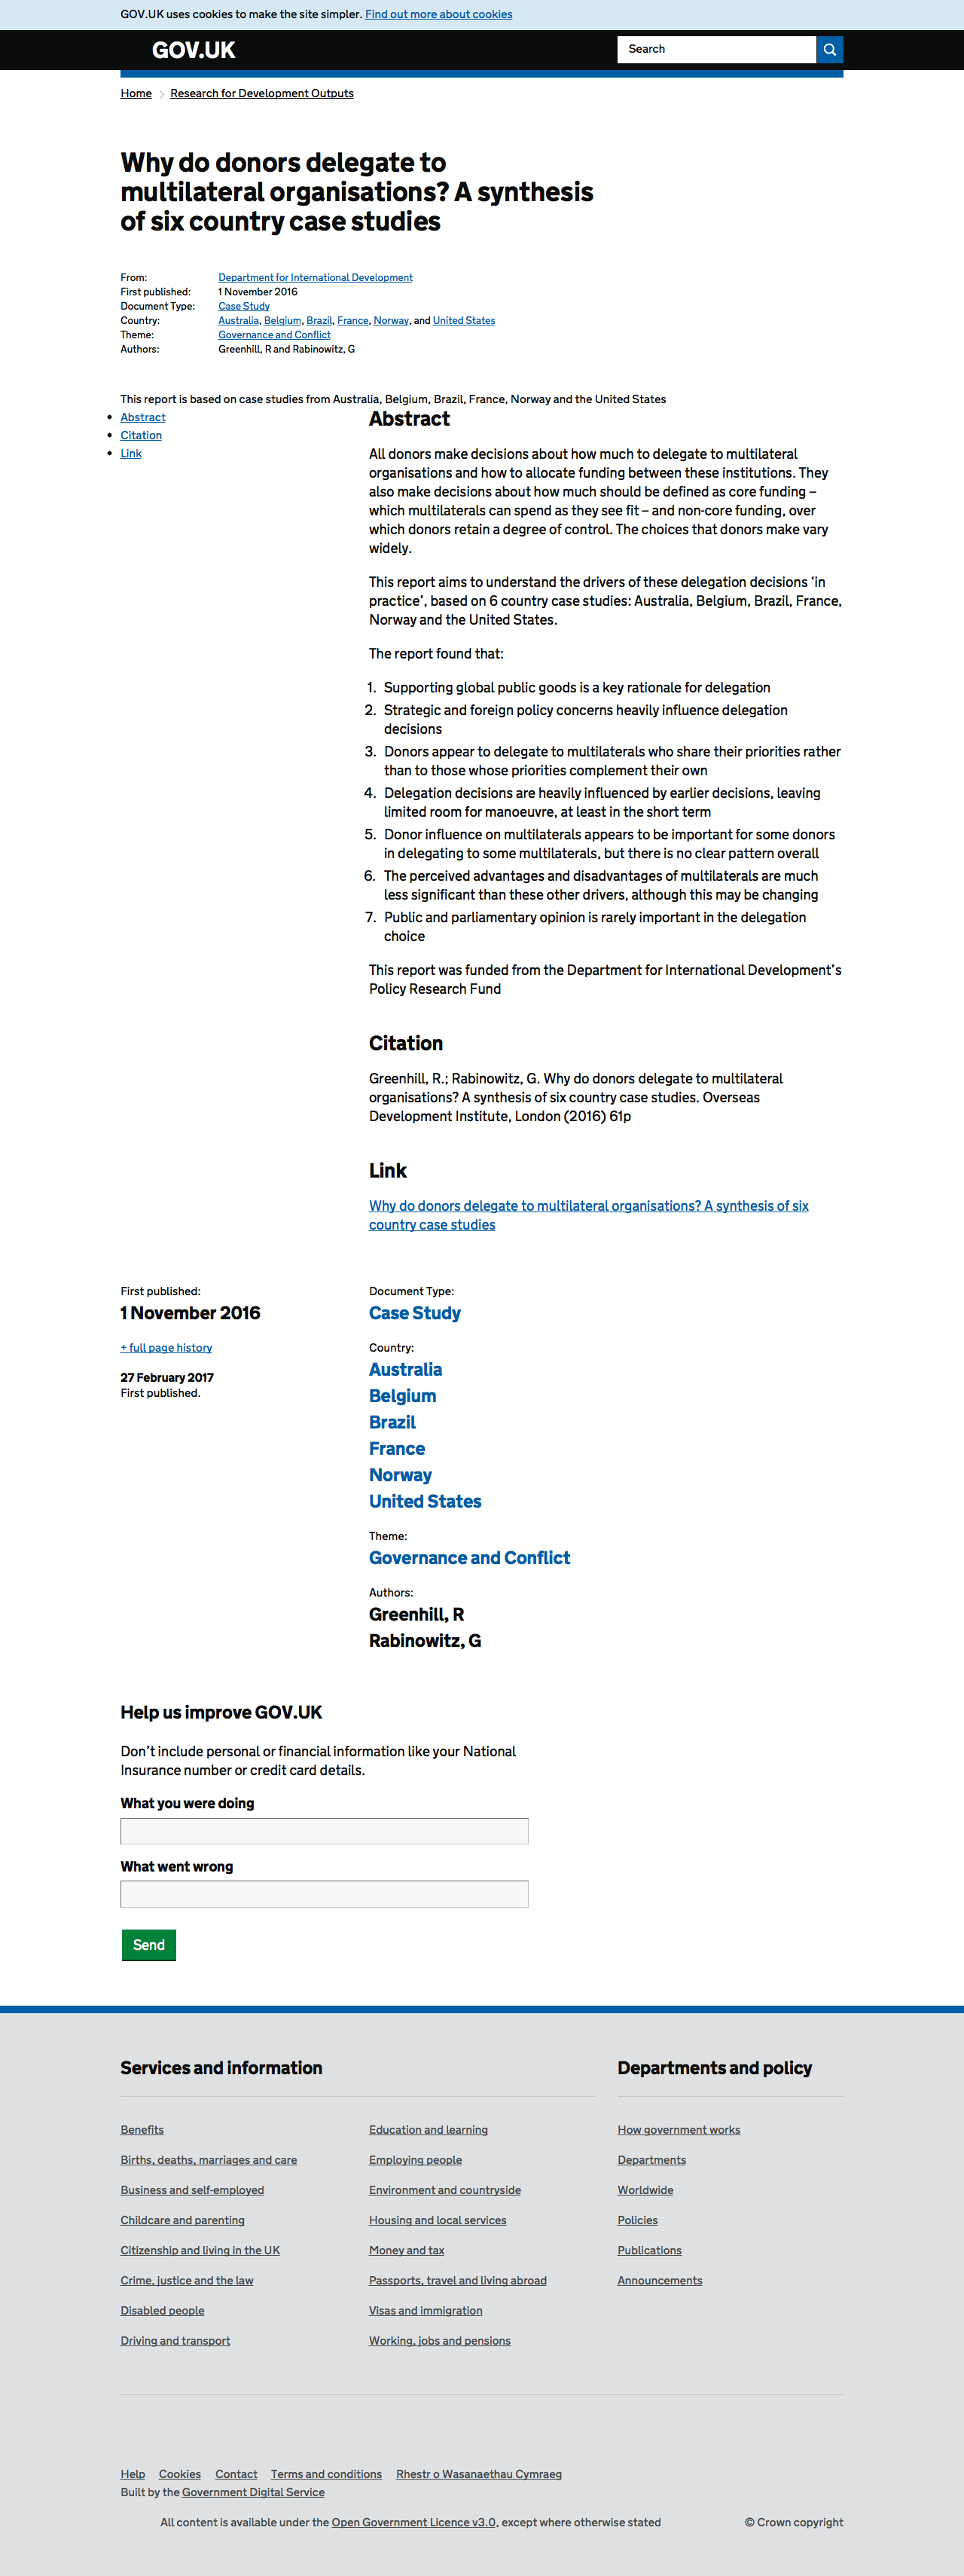 GOV.UK uses cookies to make the site simpler. Find out more about cookies
GOV.UK
Search
Home
Research for Development Outputs
Why do donors delegate to
multilateral organisations? A synthesis
of six country case studies
From: Department for International Development
First published: 1 November 2016
Document Type: Case Study
Country: Australia, Belgium, Brazil, France, Norway, and United States
Theme: Governance and Conflict
Authors: Greenhill, R and Rabinowitz, G
This report is based on case studies from Australia, Belgium, Brazil, France, Norway and the United States
• Abstract
• Citation
• Link
Abstract
All donors make decisions about how much to delegate to multilateral
organisations and how to allocate funding between these institutions. They
also make decisions about how much should be defined as core funding –
which multilaterals can spend as they see fit – and non-core funding, over
which donors retain a degree of control. The choices that donors make vary
widely.
This report aims to understand the drivers of these delegation decisions ‘in
practice’, based on 6 country case studies: Australia, Belgium, Brazil, France,
Norway and the United States.
The report found that:
1. Supporting global public goods is a key rationale for delegation
2. Strategic and foreign policy concerns heavily influence delegation
decisions
3. Donors appear to delegate to multilaterals who share their priorities rather
than to those whose priorities complement their own
4. Delegation decisions are heavily influenced by earlier decisions, leaving
limited room for manoeuvre, at least in the short term
5. Donor influence on multilaterals appears to be important for some donors
in delegating to some multilaterals, but there is no clear pattern overall
6. The perceived advantages and disadvantages of multilaterals are much
less significant than these other drivers, although this may be changing
7. Public and parliamentary opinion is rarely important in the delegation
choice
This report was funded from the Department for International Development’s
Policy Research Fund
Citation
Greenhill, R.; Rabinowitz, G. Why do donors delegate to multilateral
organisations? A synthesis of six country case studies. Overseas
Development Institute, London (2016) 61p
Link
Why do donors delegate to multilateral organisations? A synthesis of six
country case studies
First published:
1 November 2016
+ full page history
27 February 2017
First published.
Document Type:
Case Study
Country:
Australia
Belgium
Brazil
France
Norway
United States
Theme:
Governance and Conflict
Authors:
Greenhill, R
Rabinowitz, G
Help us improve GOV.UK
Don’t include personal or financial information like your National
Insurance number or credit card details.
What you were doing
What went wrong
Send
Services and information
Benefits
Births, deaths, marriages and care
Business and self-employed
Childcare and parenting
Citizenship and living in the UK
Crime, justice and the law
Disabled people
Driving and transport
Education and learning
Employing people
Environment and countryside
Housing and local services
Money and tax
Passports, travel and living abroad
Visas and immigration
Working, jobs and pensions
Departments and policy
How government works
Departments
Worldwide
Policies
Publications
Announcements
Help Cookies Contact Terms and conditions Rhestr o Wasanaethau Cymraeg
Built by the Government Digital Service
All content is available under the Open Government Licence v3.0, except where otherwise stated
© Crown copyright